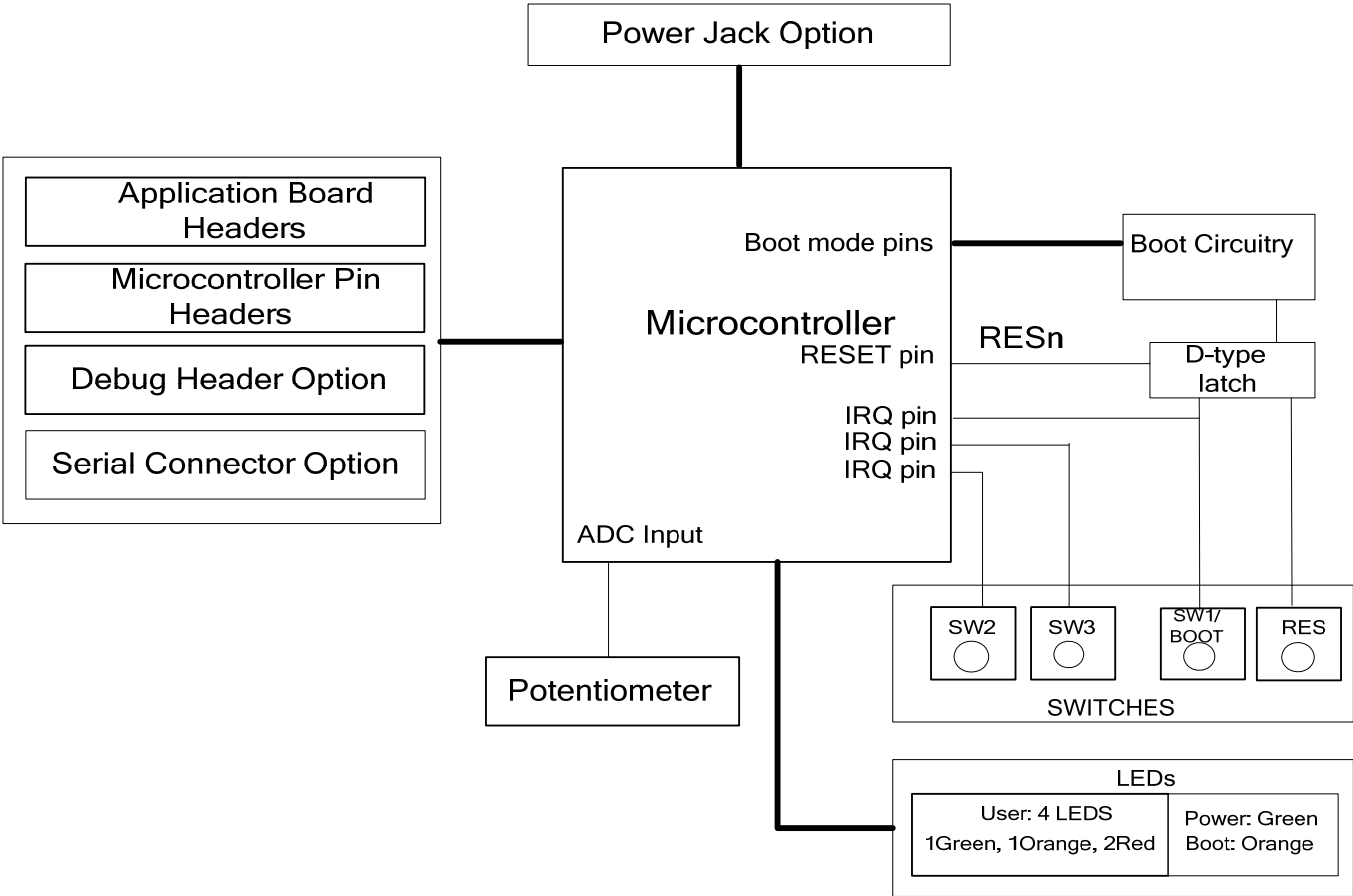 Power Jack Option
Application Board
Headers
Microcontroller Pin
Headers
Debug Header Option
Serial Connector Option
Boot mode pins
Microcontroller
RESET pin
IRQ pin
IRQ pin
IRQ pin
ADC Input
RESn
Boot Circuitry
D-type
latch
Potentiometer
SW2
SW3
SW1/
BOOT
RES
SWITCHES
LEDs
User: 4 LEDS
1Green, 1Orange, 2Red
Power: Green
Boot: Orange